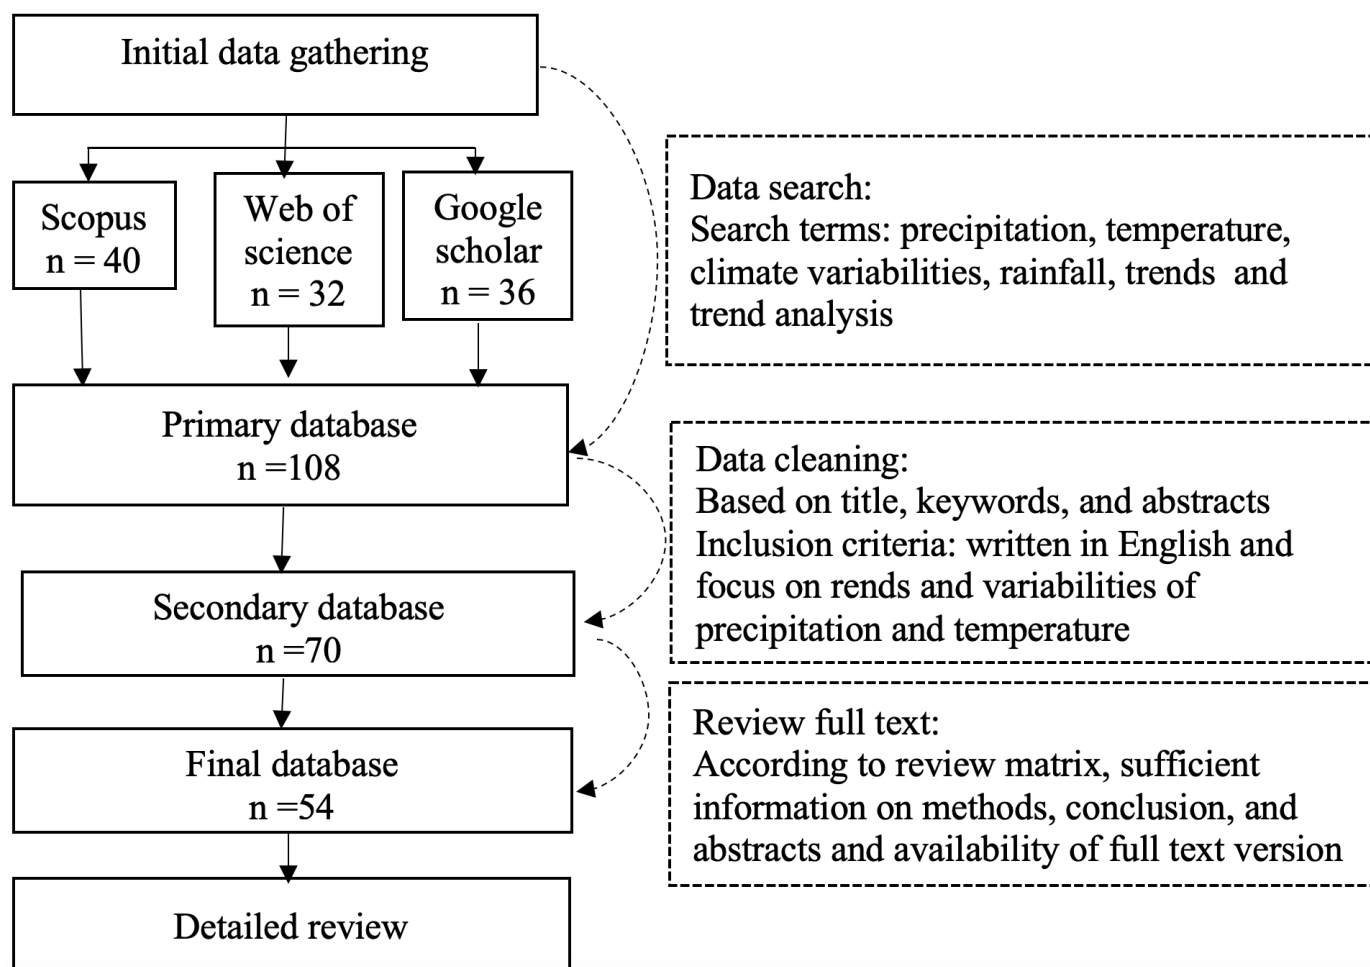 Initial data gathering
Scopus
n = 40
Web of
science
n = 32
Google
scholar
n = 36
Data search:
Search terms: precipitation, temperature,
climate variabilities, rainfall, trends and
trend analysis
Primary database
n =108
Data cleaning:
Based on title, keywords, and abstracts
Inclusion criteria: written in English and
focus on rends and variabilities of
precipitation and temperature
Secondary database
n =70
Review full text:
According to review matrix, sufficient
information on methods, conclusion, and
abstracts and availability of full text version
Final database
n =54
Detailed review